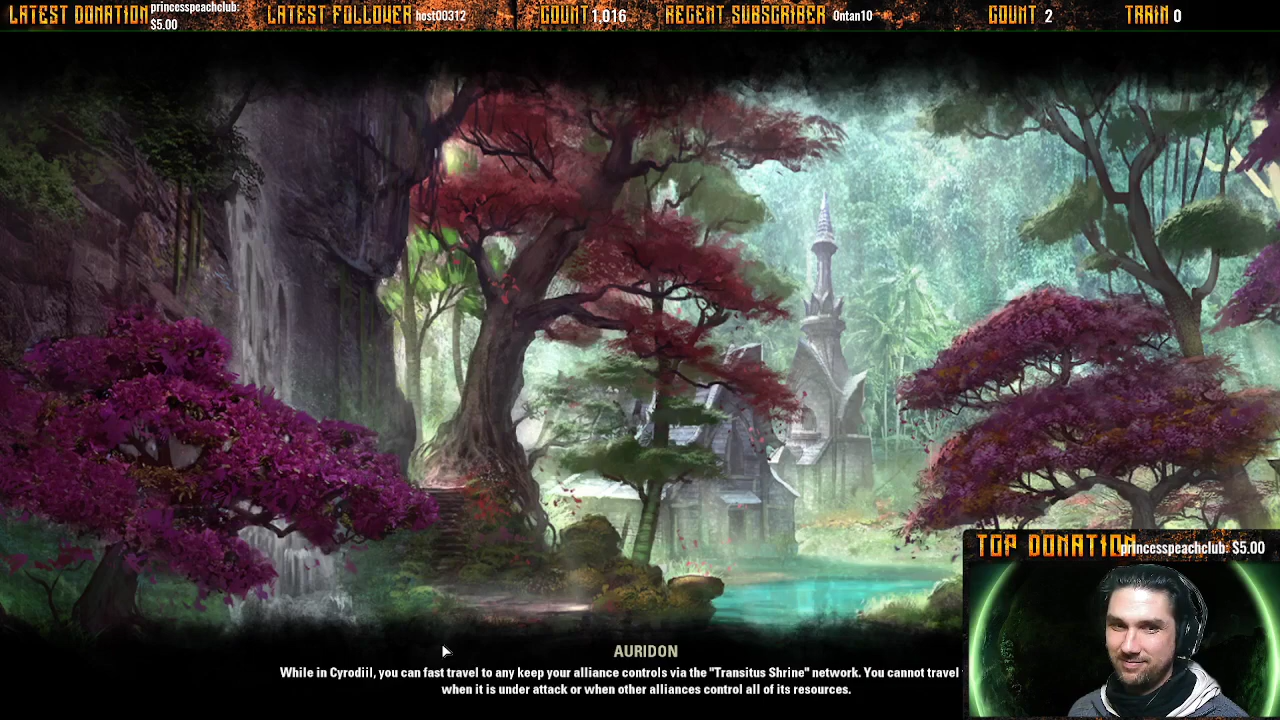 LATEST DONATION princesspeachclub: $5.00 LATEST FOLLOWER host00312 COUNT 1,016 RECENT SUBSCRIBER Ontan10 COUNT 2 TRAIN 0
TOP DONATION princesspeachclub: $5.00
AURIDON
While in Cyrodiil, you can fast travel to any keep your alliance controls via the "Transitus Shrine" network. You cannot travel
when it is under attack or when other alliances control all of its resources.